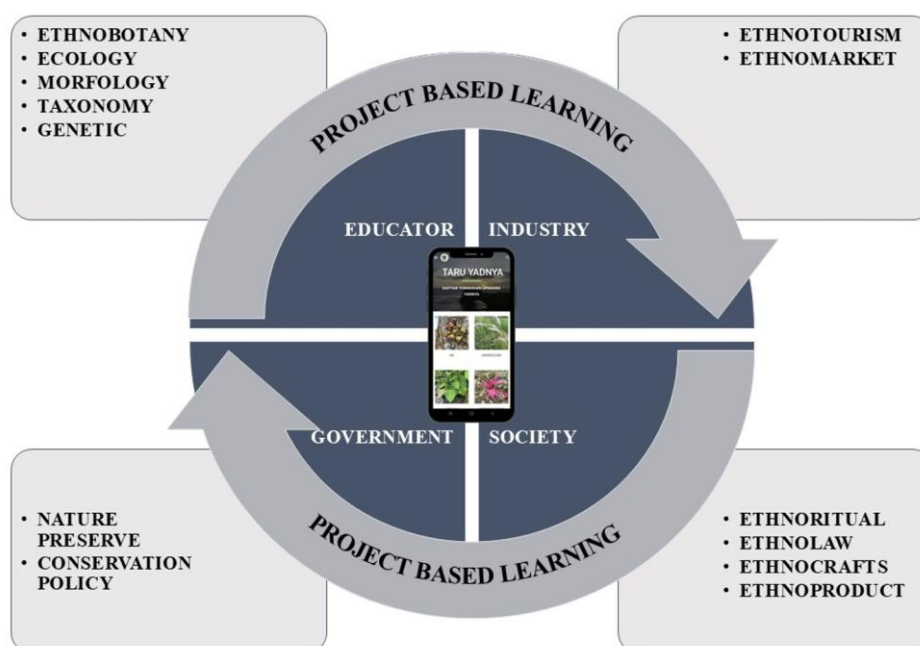 • ETHNOBOTANY
• ECOLOGY
• MORFOLOGY
• TAXONOMY
• GENETIC
• ETHNOTOURISM
• ETHNOMARKET
PROJECT BASED LEARNING
EDUCATOR
INDUSTRY
TARU YADNYA
YADNYA
GOVERNMENT
SOCIETY
• NATURE
PRESERVE
• CONSERVATION
POLICY
• ETHNORITUAL
• ETHNOLAW
• ETHNOCRAFTS
• ETHNOPRODUCT
PROJECT BASED LEARNING